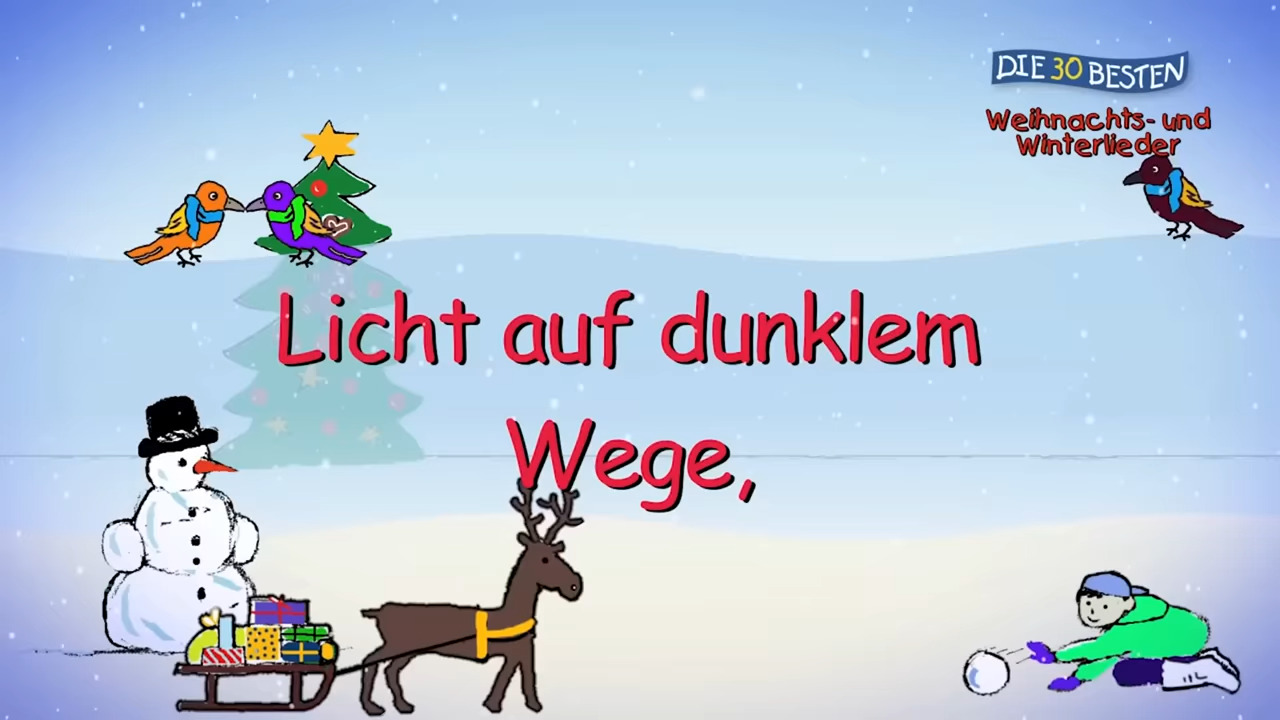 DIE 30 BESTEN
Weihnachts- und
Winterlieder
Licht auf dunklem
Wege,